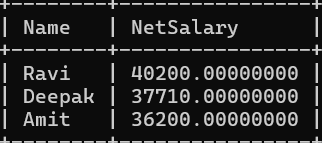 | Name | NetSalary |
| Ravi | 40200.00000000 |
| Deepak | 37710.00000000 |
| Amit | 36200.00000000 |